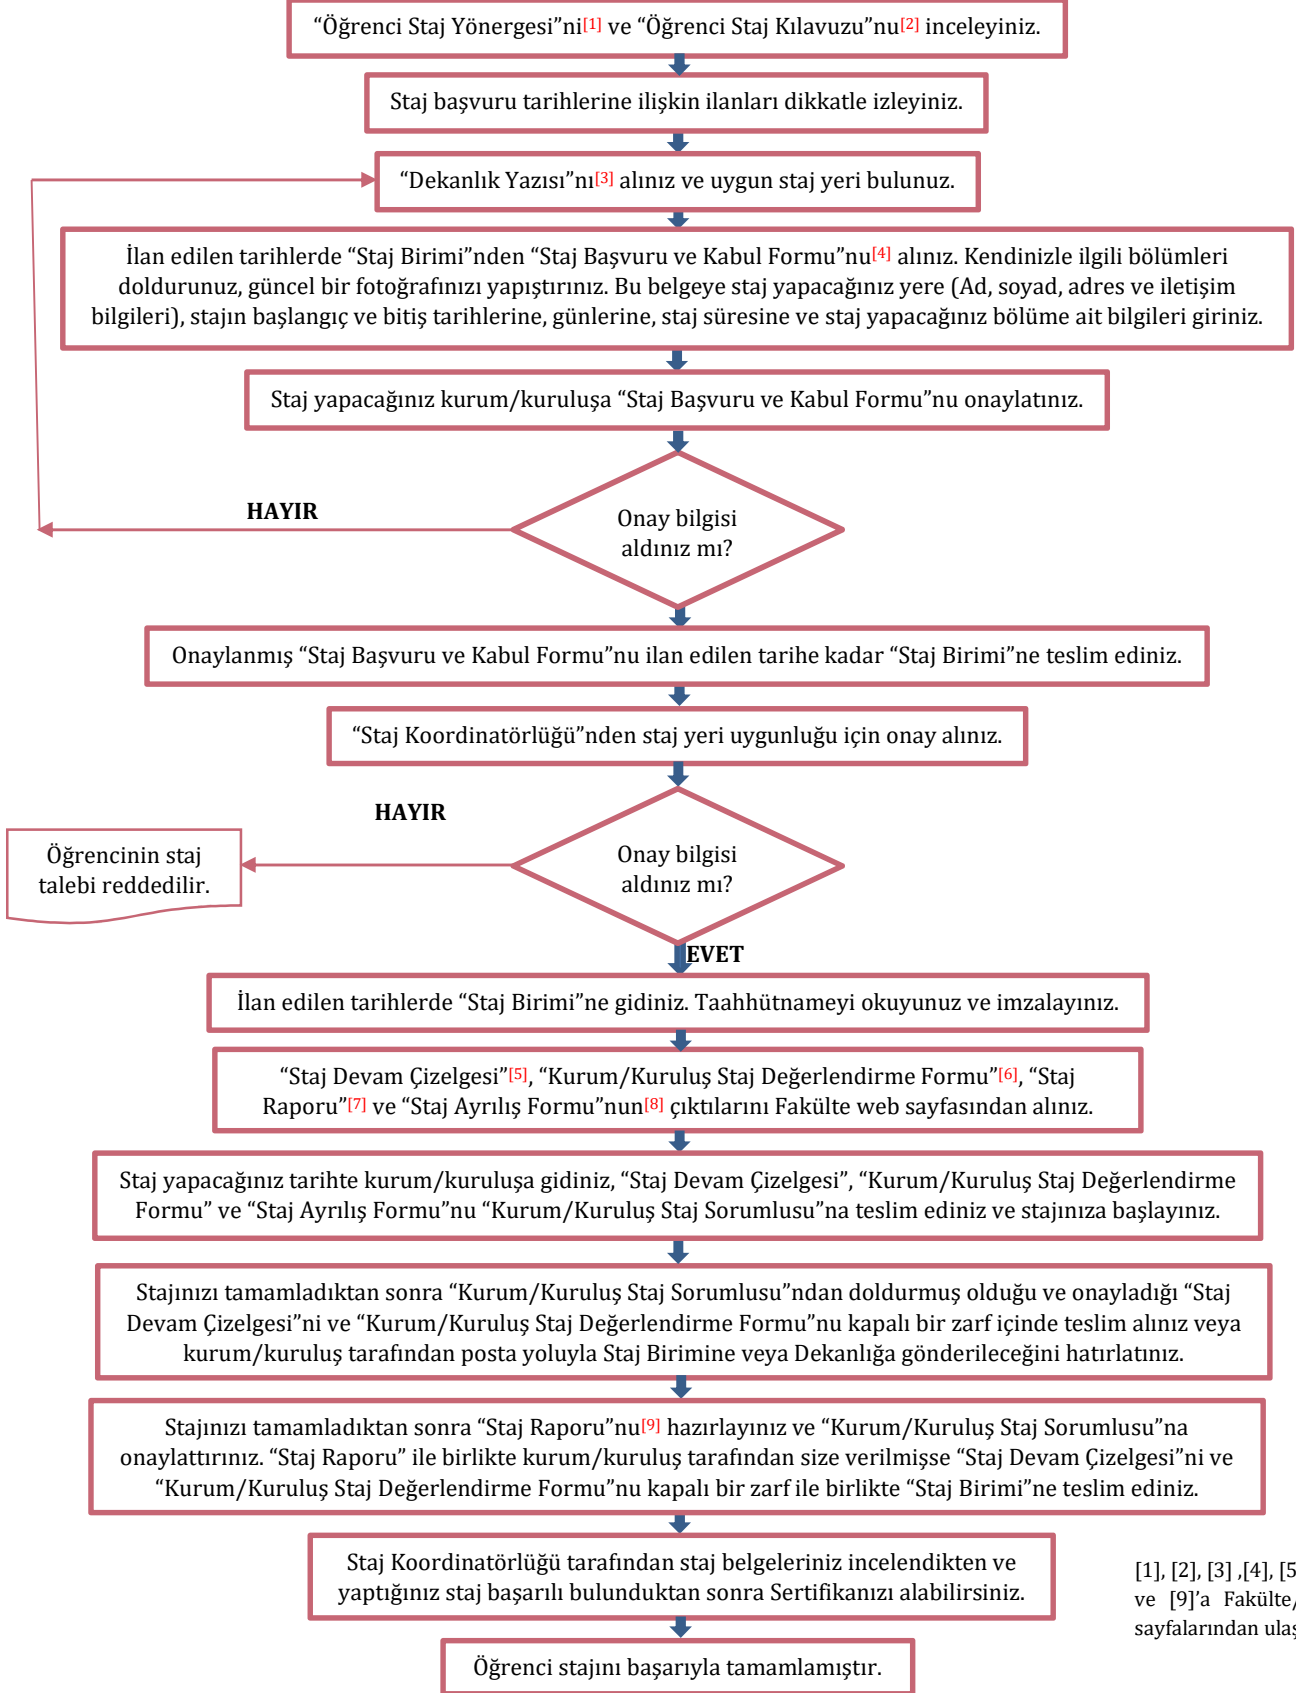 “Öğrenci Staj Yönergesi”ni[1] ve “Öğrenci Staj Kılavuzu”nu[2] inceleyiniz.
Staj başvuru tarihlerine ilişkin ilanları dikkatle izleyiniz.
“Dekanlık Yazısı”nı[3] alınız ve uygun staj yeri bulunuz.
İlan edilen tarihlerde “Staj Birimi”nden “Staj Başvuru ve Kabul Formu”nu[4] alınız. Kendinizle ilgili bölümleri
doldurunuz, güncel bir fotoğrafınızı yapıştırınız. Bu belgeye staj yapacağınız yere (Ad, soyad, adres ve iletişim
bilgileri), stajın başlangıç ve bitiş tarihlerine, günlerine, staj süresine ve staj yapacağınız bölüme ait bilgileri giriniz.
Staj yapacağınız kurum/kuruluşa “Staj Başvuru ve Kabul Formu”nu onaylatınız.
HAYIR
Onay bilgisi
aldınız mı?
Onaylanmış “Staj Başvuru ve Kabul Formu”nu ilan edilen tarihe kadar “Staj Birimi”ne teslim ediniz.
“Staj Koordinatörlüğü”nden staj yeri uygunluğu için onay alınız.
HAYIR
Öğrencinin staj
talebi reddedilir.
Onay bilgisi
aldınız mı?
EVET
İlan edilen tarihlerde “Staj Birimi”ne gidiniz. Taahhütnameyi okuyunuz ve imzalayınız.
“Staj Devam Çizelgesi”[5], “Kurum/Kuruluş Staj Değerlendirme Formu”[6], “Staj
Raporu”[7] ve “Staj Ayrılış Formu”nun[8] çıktılarını Fakülte web sayfasından alınız.
Staj yapacağınız tarihte kurum/kuruluşa gidiniz, “Staj Devam Çizelgesi”, “Kurum/Kuruluş Staj Değerlendirme
Formu” ve “Staj Ayrılış Formu”nu “Kurum/Kuruluş Staj Sorumlusu”na teslim ediniz ve stajınıza başlayınız.
Stajınızı tamamladıktan sonra “Kurum/Kuruluş Staj Sorumlusu”ndan doldurmuş olduğu ve onayladığı “Staj
Devam Çizelgesi”ni ve “Kurum/Kuruluş Staj Değerlendirme Formu”nu kapalı bir zarf içinde teslim alınız veya
kurum/kuruluş tarafından posta yoluyla Staj Birimine veya Dekanlığa gönderileceğini hatırlatınız.
Stajınızı tamamladıktan sonra “Staj Raporu”nu[9] hazırlayınız ve “Kurum/Kuruluş Staj Sorumlusu”na
onaylattırınız. “Staj Raporu” ile birlikte kurum/kuruluş tarafından size verilmişse “Staj Devam Çizelgesi”ni ve
“Kurum/Kuruluş Staj Değerlendirme Formu”nu kapalı bir zarf ile birlikte “Staj Birimi”ne teslim ediniz.
Staj Koordinatörlüğü tarafından staj belgeleriniz incelendikten ve
yaptığınız staj başarılı bulunduktan sonra Sertifikanızı alabilirsiniz.
[1], [2], [3] ,[4], [5
ve [9]’a Fakülte/
sayfalarından ulaş
Öğrenci stajını başarıyla tamamlamıştır.